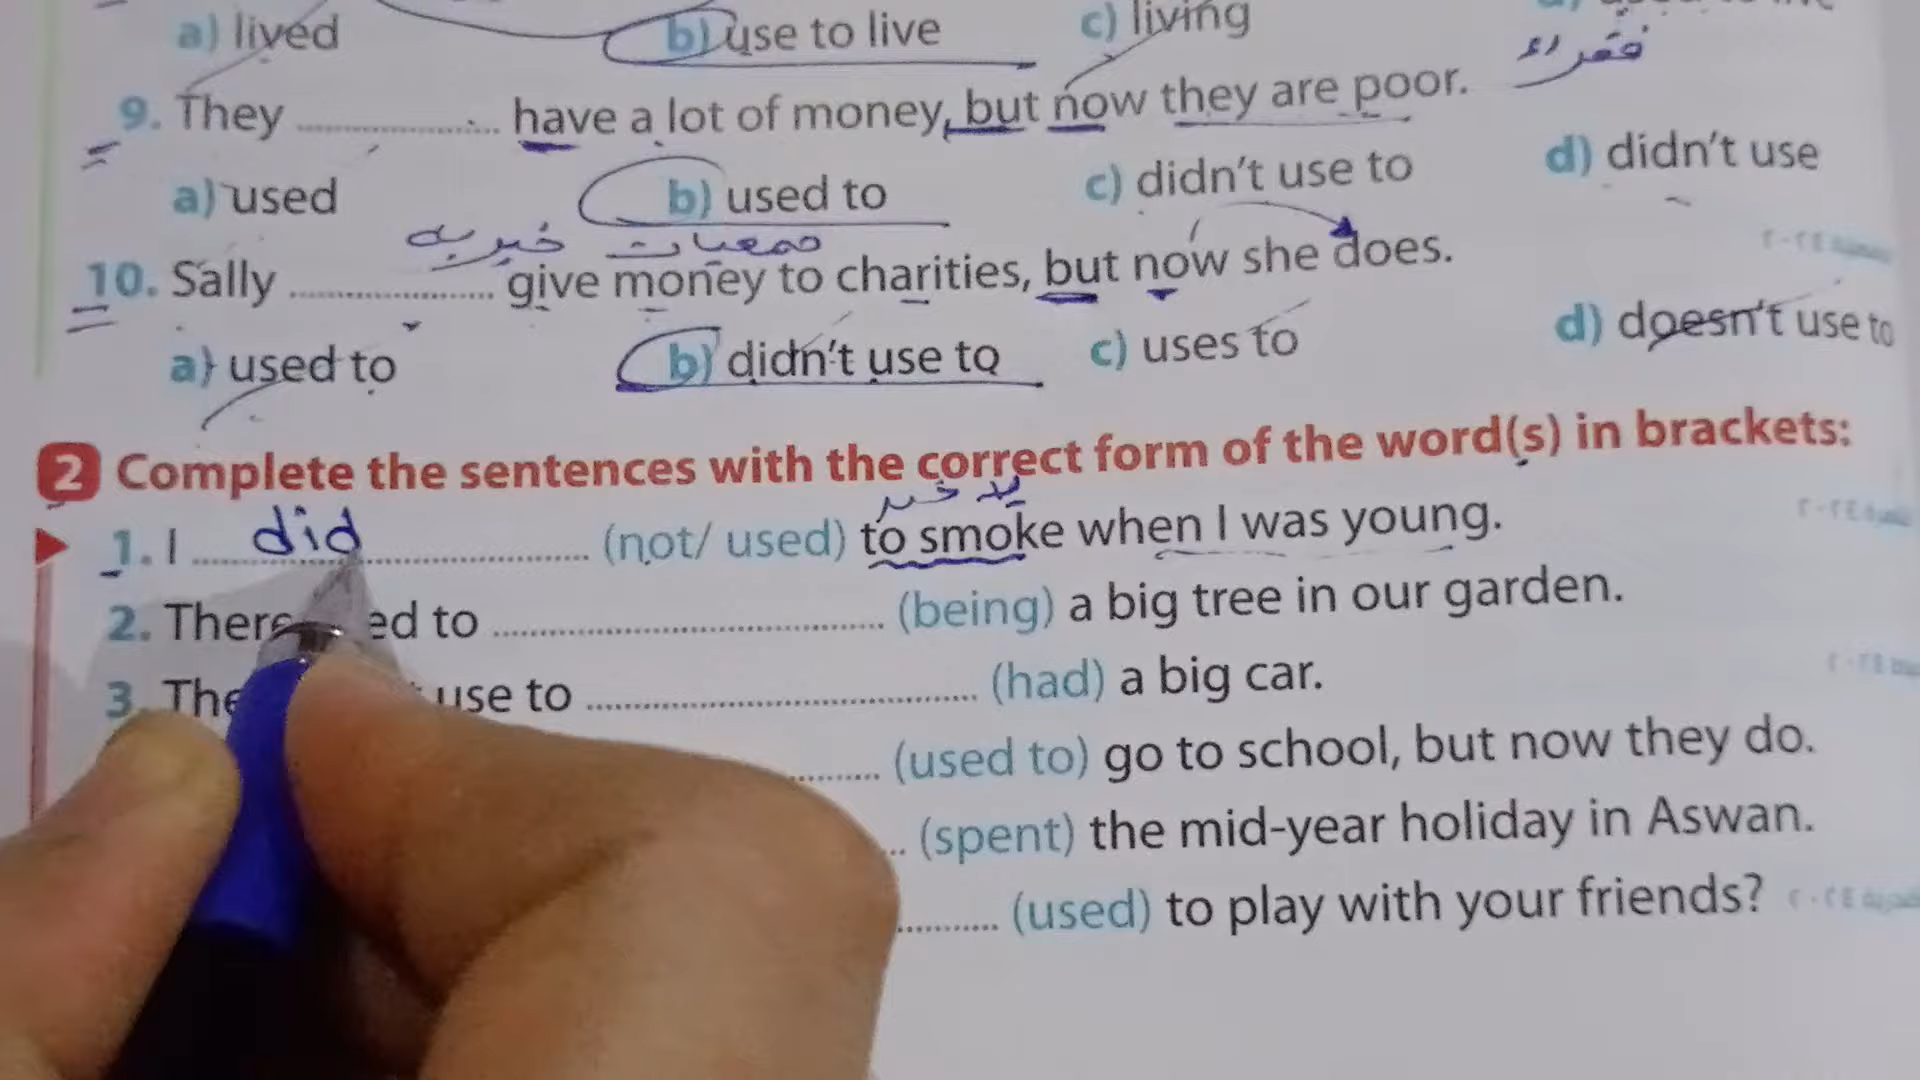 a) lived b) use to live c) living
فقراء
9. They .................... have a lot of money, but now they are poor.
a) used b) used to c) didn't use to d) didn't use
جمعيات خيرية
10. Sally .................... give money to charities, but now she does.
a) used to b) didn't use to c) uses to d) doesn't use to
2 Complete the sentences with the correct form of the word(s) in brackets:
يدخن
1. I did .................... (not/ used) to smoke when I was young.
2. There ed to .................... (being) a big tree in our garden.
3. The use to .................... (had) a big car.
(used to) go to school, but now they do.
(spent) the mid-year holiday in Aswan.
(used) to play with your friends?